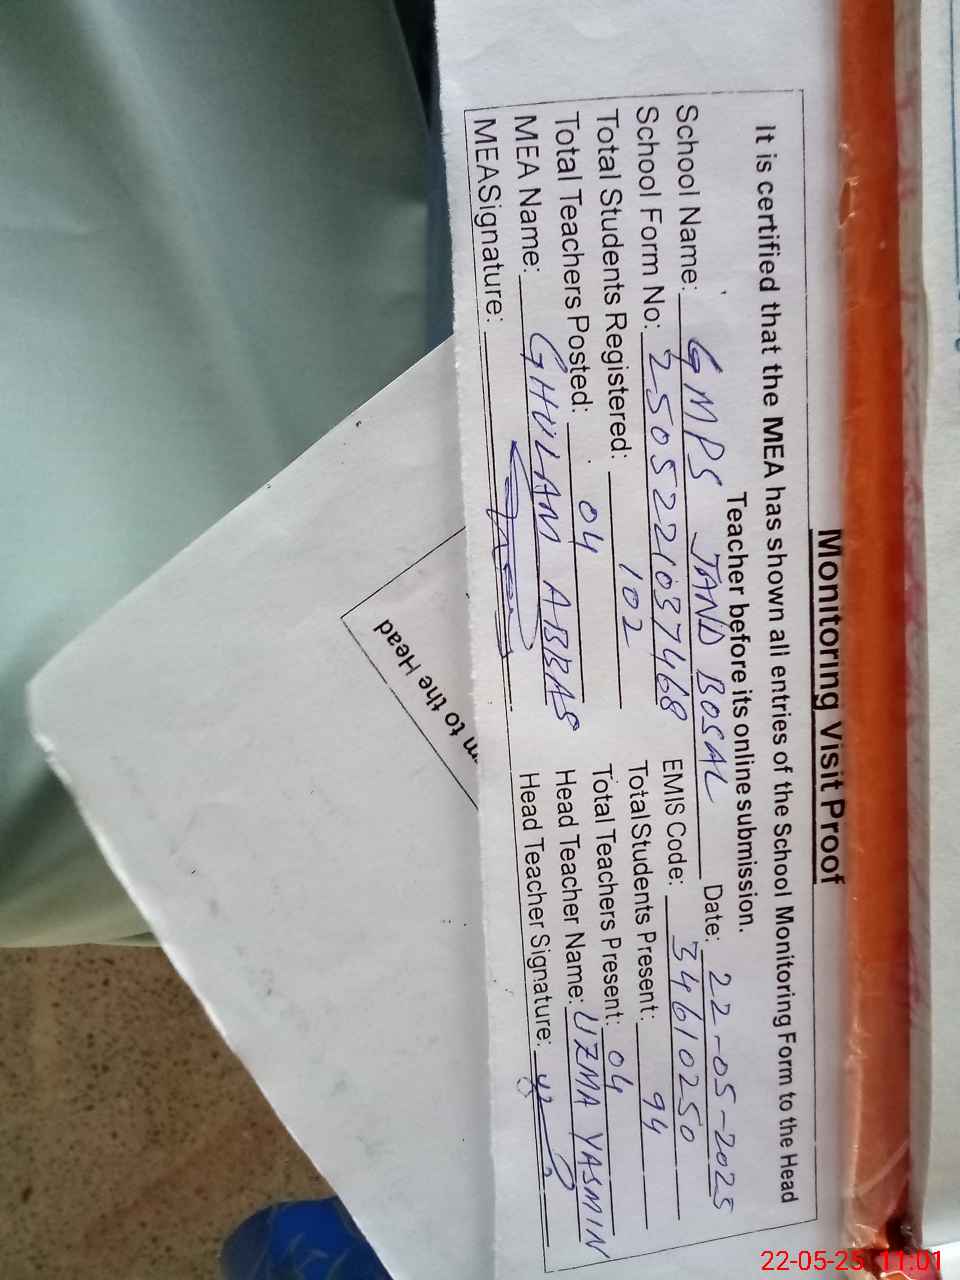 Monitoring Visit Proof
It is certified that the MEA has shown all entries of the School Monitoring Form to the Head
Teacher before its online submission.
School Name: GMPS JAND BOSAL Date: 22-05-2025
School Form No: 2505221037468 EMIS Code: 34610250
Total Students Registered: 102 Total Students Present: 94
Total Teachers Posted: 04 Total Teachers Present: 04
MEA Name: GHULAM ABBAS Head Teacher Name: UZMA YASMIN
MEASignature: Head Teacher Signature:
m to the Head
22-05-25 11:01